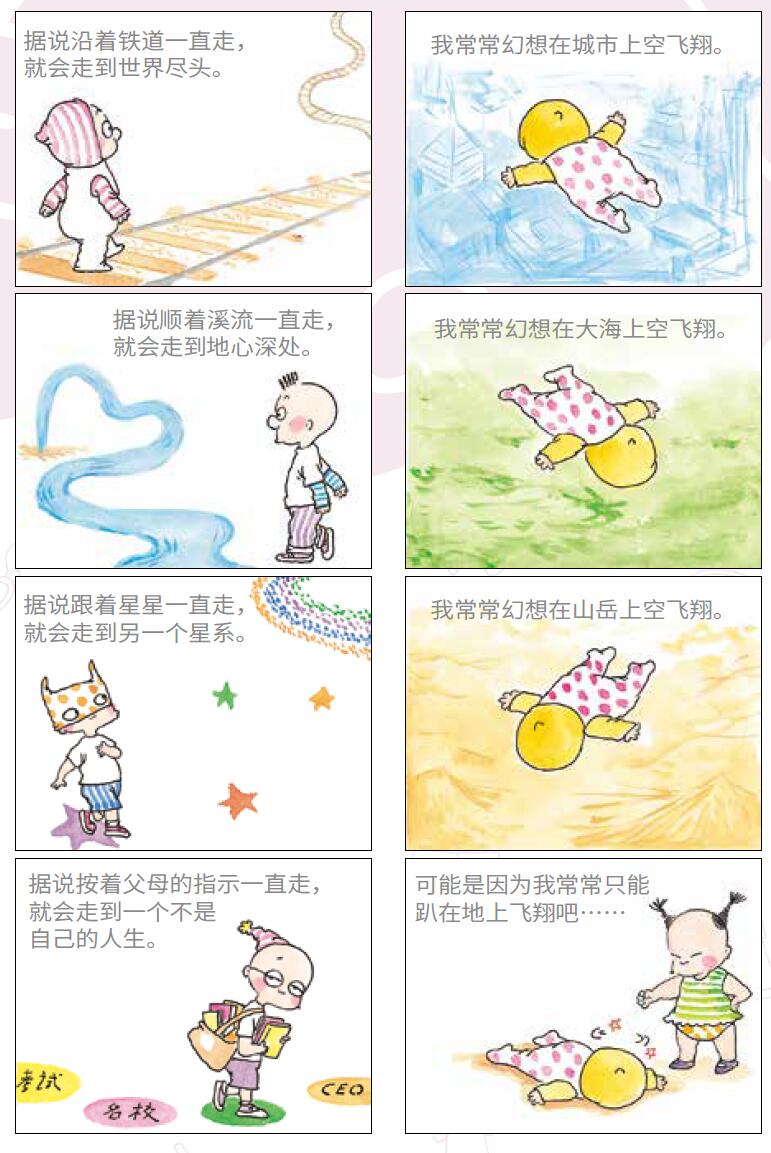 据说沿着铁道一直走，
就会走到世界尽头。
据说顺着溪流一直走，
就会走到地心深处。
据说跟着星星一直走，
就会走到另一个星系。
据说按着父母的指示一直走，
就会走到一个不是
自己的人生。
考试
名校
CEO
我常常幻想在城市上空飞翔。
我常常幻想在大海上空飞翔。
我常常幻想在山岳上空飞翔。
可能是因为我常常只能
趴在地上飞翔吧……